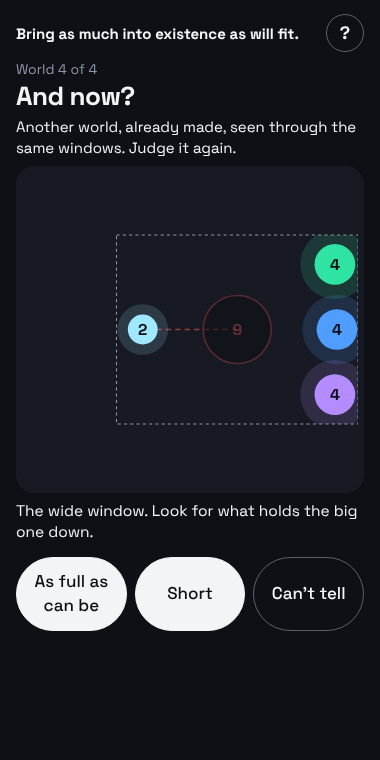 Bring as much into existence as will fit.
?
World 4 of 4
And now?
Another world, already made, seen through the
same windows. Judge it again.
4
2
9
4
4
The wide window. Look for what holds the big
one down.
As full as
can be
Short
Can't tell